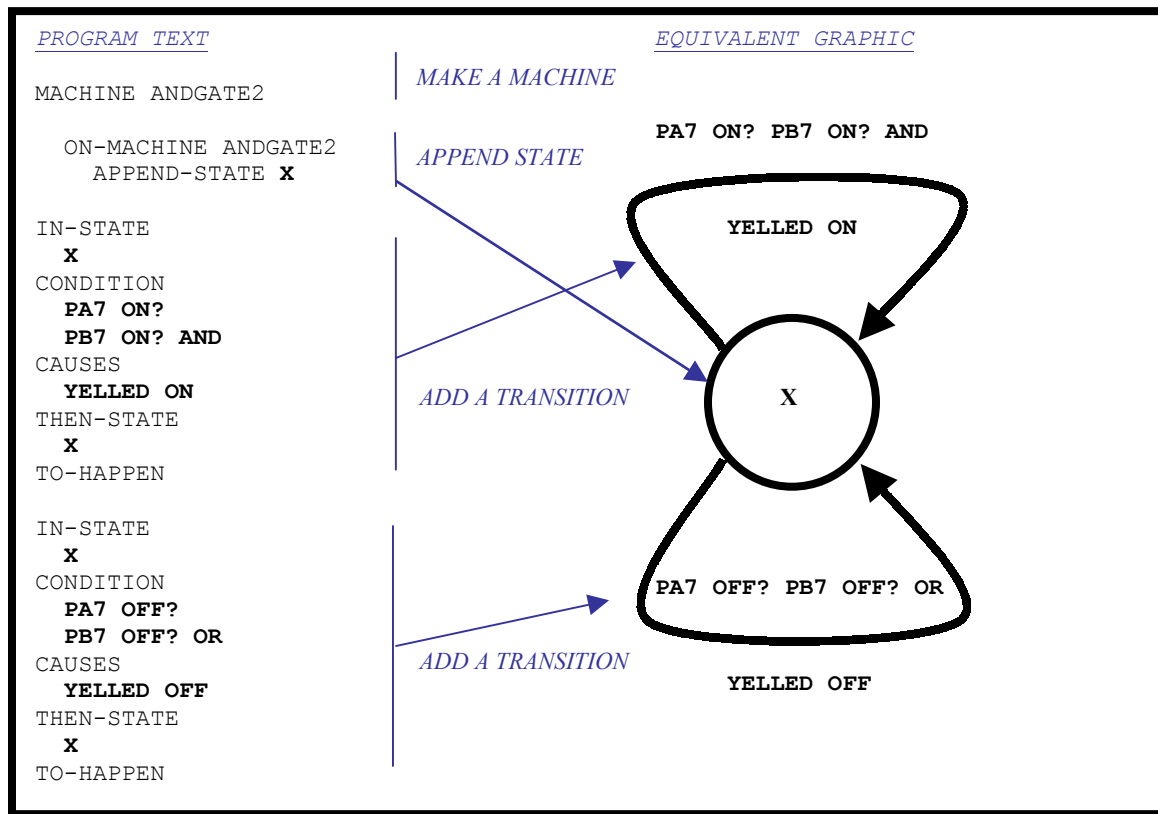 PROGRAM TEXT
MACHINE ANDGATE2
ON-MACHINE ANDGATE2
APPEND-STATE X
IN-STATE
X
CONDITION
PA7 ON?
PB7 ON? AND
CAUSES
YELLED ON
THEN-STATE
X
TO-HAPPEN
IN-STATE
X
CONDITION
PA7 OFF?
PB7 OFF? OR
CAUSES
YELLED OFF
THEN-STATE
X
TO-HAPPEN
MAKE A MACHINE
APPEND STATE
ADD A TRANSITION
ADD A TRANSITION
EQUIVALENT GRAPHIC
PA7 ON? PB7 ON? AND
YELLED ON
X
PA7 OFF? PB7 OFF? OR
YELLED OFF